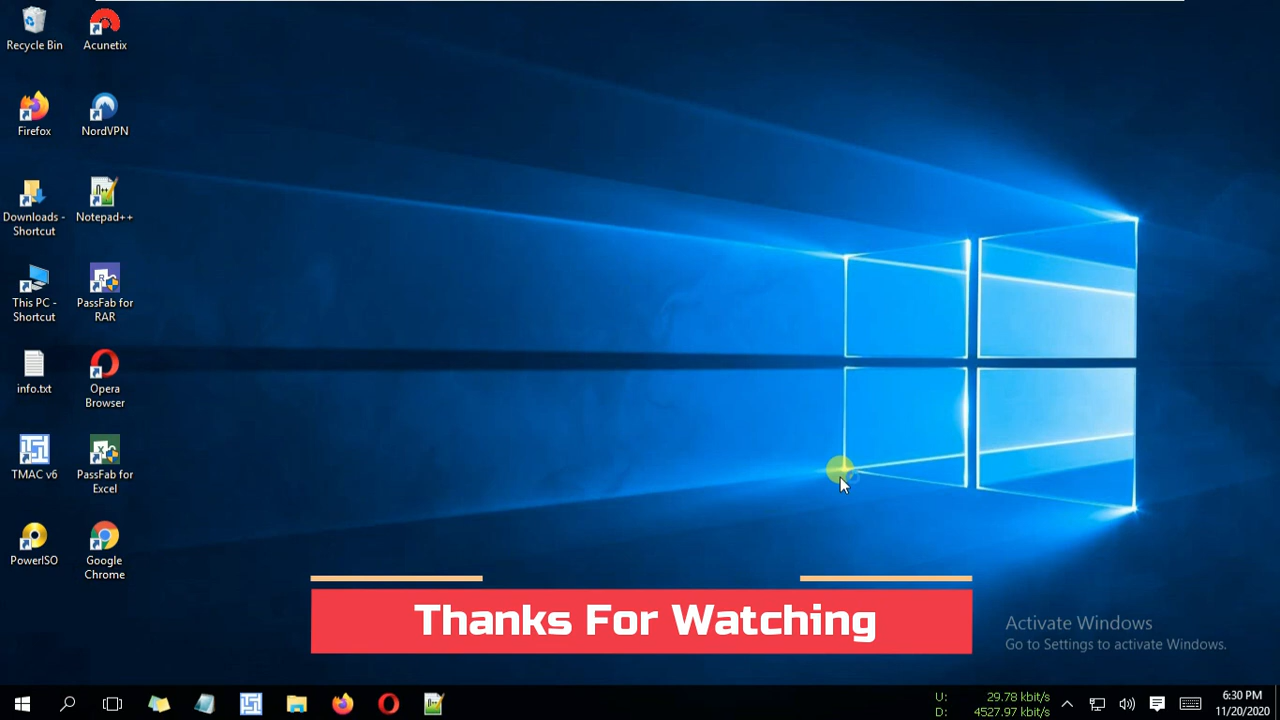 Recycle Bin
Acunetix
Firefox
NordVPN
Downloads -
Shortcut
Notepad++
This PC -
Shortcut
PassFab for
RAR
info.txt
Opera
Browser
TMAC v6
PassFab for
Excel
PowerISO
Google
Chrome
Thanks For Watching
Activate Windows
Go to Settings to activate Windows.
U: 29.78 kbit/s
D: 4527.97 kbit/s
6:30 PM
11/20/2020